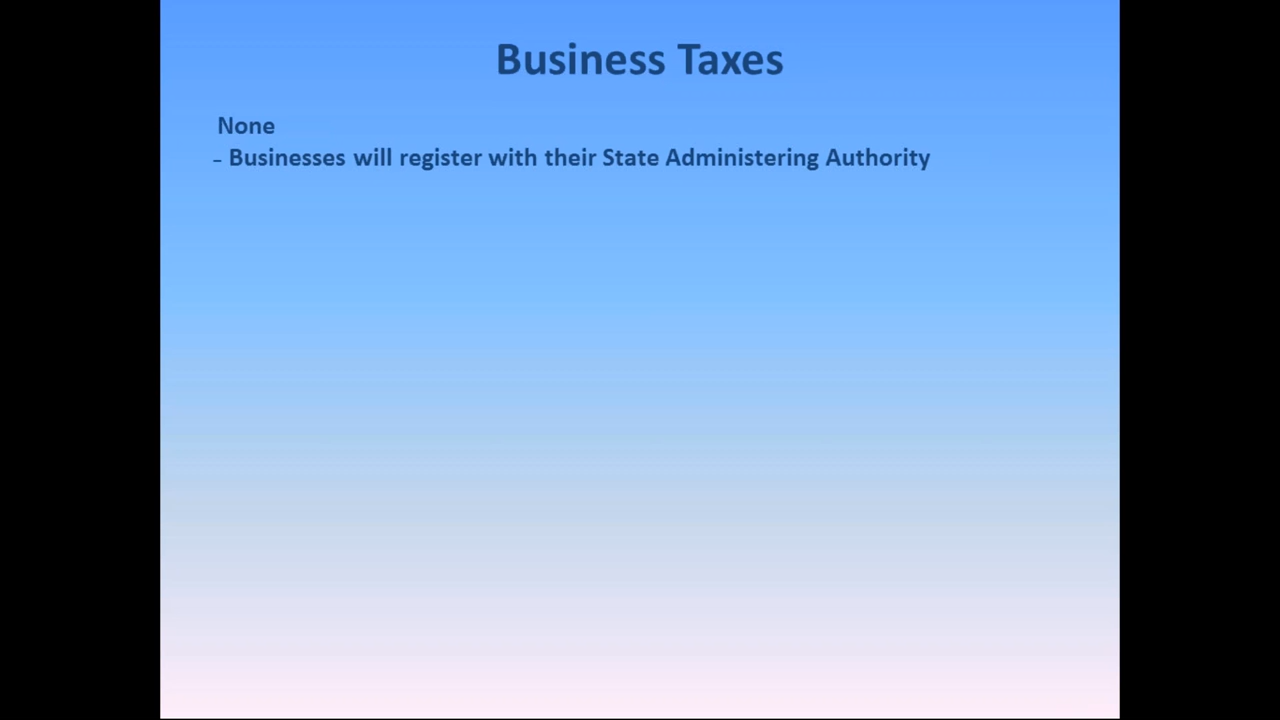 Business Taxes
None
– Businesses will register with their State Administering Authority